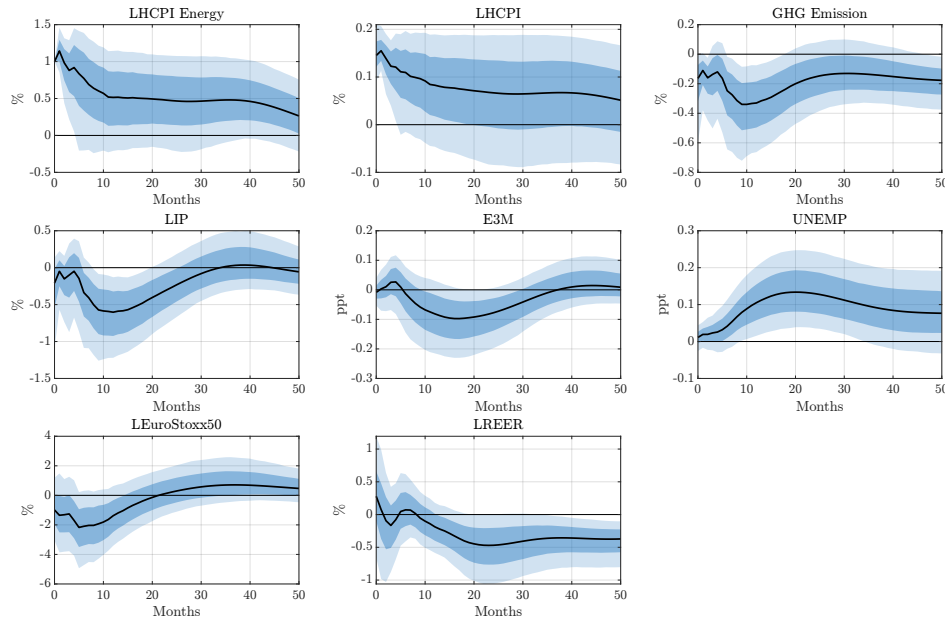 LHCPI Energy
1.5
1
0.5
0
-0.5
%
0 10 20 30 40 50
Months
LHCPI
0.2
0.1
0
0.1
%
0 10 20 30 40 50
Months
GHG Emission
0.2
0
-0.2
-0.4
-0.6
-0.8
%
0 10 20 30 40 50
Months
LIP
0.5
0
-0.5
-1
-1.5
%
0 10 20 30 40 50
Months
E3M
0.2
0.1
0
-0.1
-0.2
0.3
ppt
0 10 20 30 40 50
Months
UNEMP
0.3
0.2
0.1
0
-0.1
ppt
0 10 20 30 40 50
Months
LEuroStoxx50
4
2
0
-2
-4
-6
%
0 10 20 30 40 50
Months
LREER
1
0.5
0
-0.5
-1
%
0 10 20 30 40 50
Months